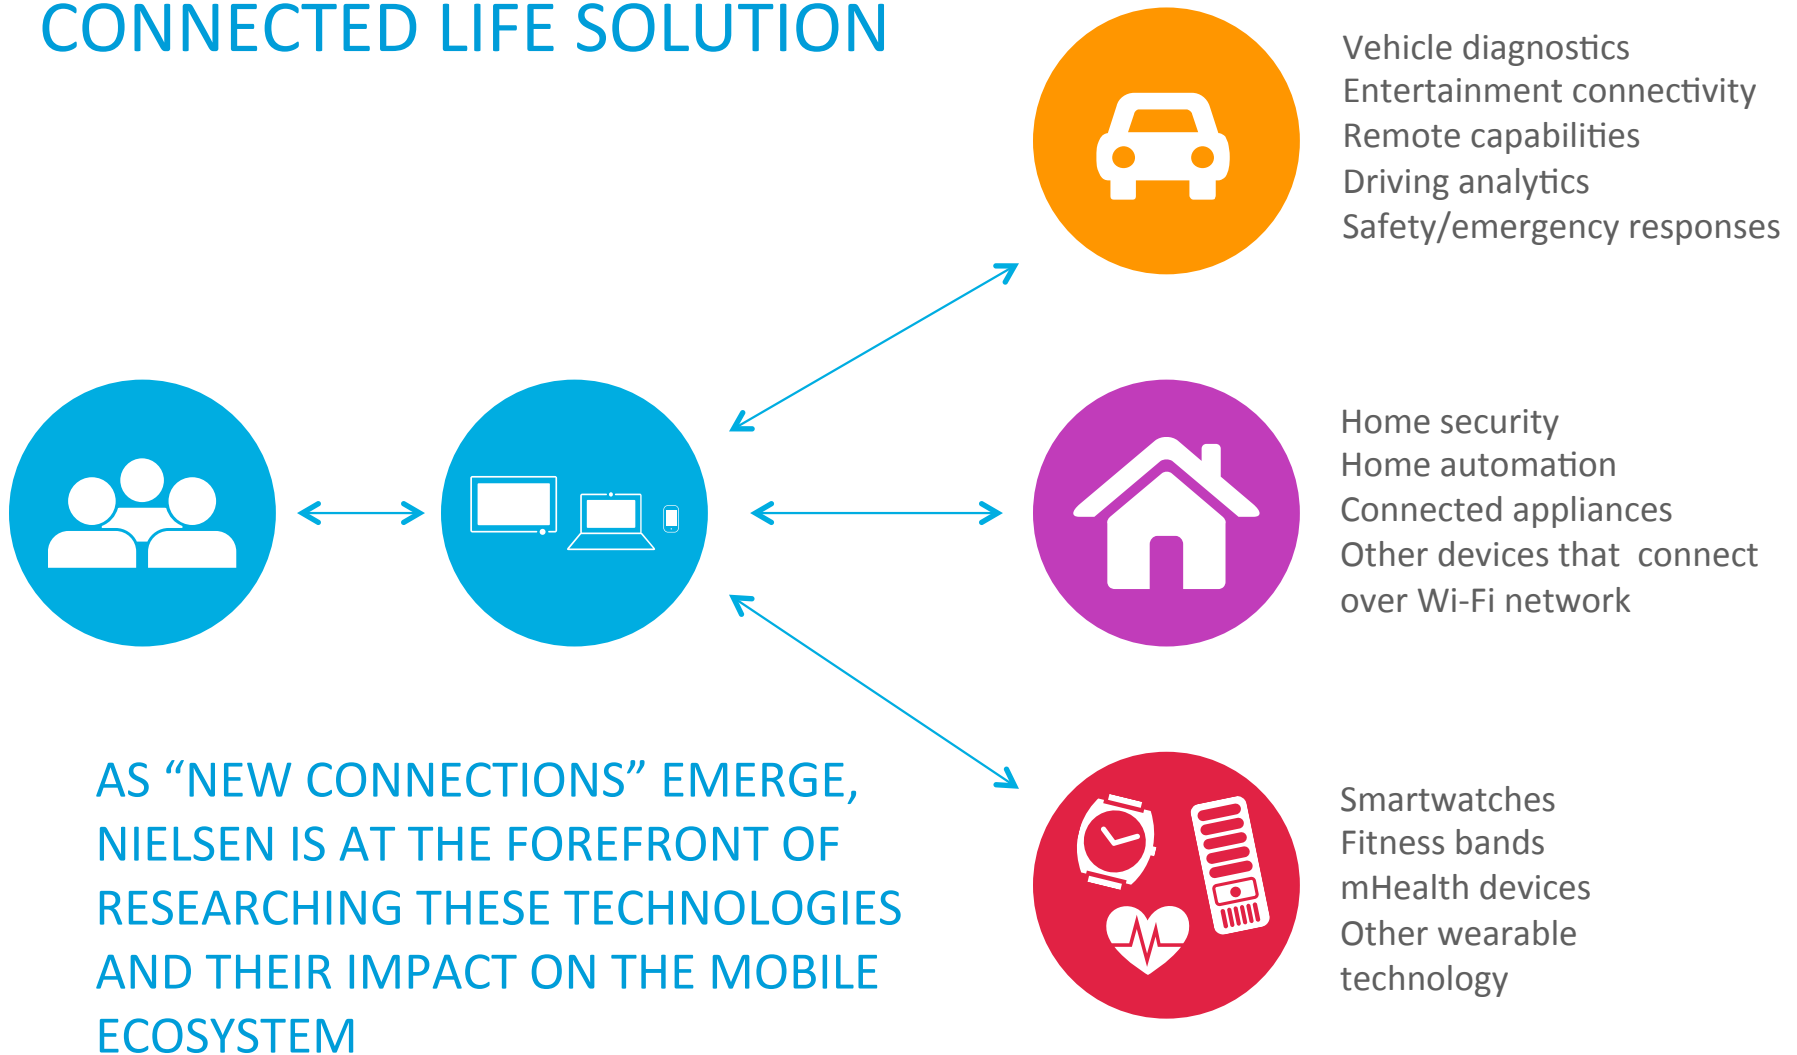 CONNECTED LIFE SOLUTION
Vehicle diagnostics
Entertainment connectivity
Remote capabilities
Driving analytics
Safety/emergency responses
Home security
Home automation
Connected appliances
Other devices that  connect
over Wi-Fi network
AS “NEW CONNECTIONS” EMERGE,
NIELSEN IS AT THE FOREFRONT OF
RESEARCHING THESE TECHNOLOGIES
AND THEIR IMPACT ON THE MOBILE
ECOSYSTEM
Smartwatches
Fitness bands
mHealth devices
Other wearable
technology